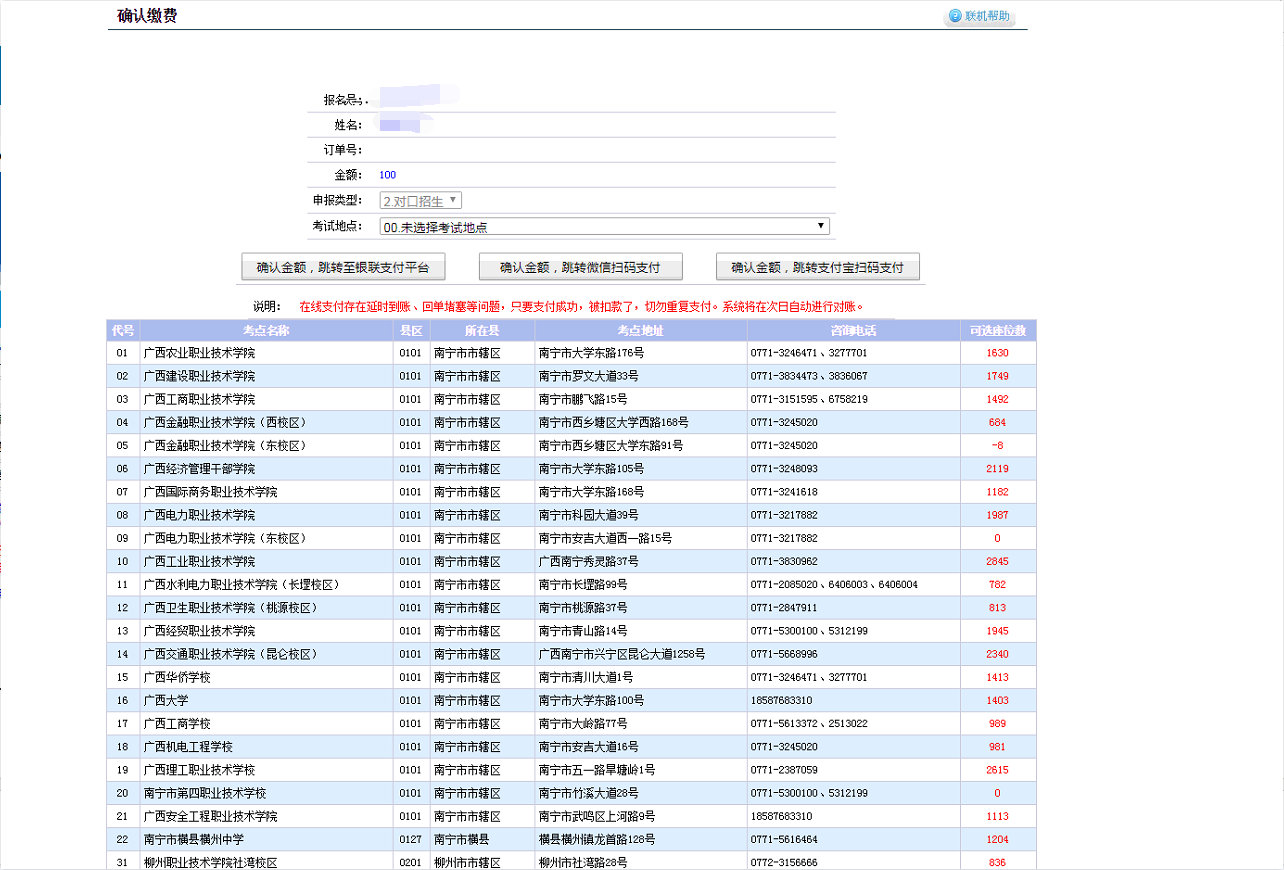 确认缴费
联机帮助
报名号:
姓名:
订单号:
金额: 100
申报类型: 2.对口招生
考试地点: 00.未选择考试地点
确认金额，跳转至银联支付平台 确认金额，跳转微信扫码支付 确认金额，跳转支付宝扫码支付
说明: 在线支付存在延时到账、回单堵塞等问题，只要支付成功，被扣款了，切勿重复支付。系统将在次日自动进行对账。
代号 考点名称 县区 所在县 考点地址 咨询电话 可选座位数
01 广西农业职业技术学院 0101 南宁市市辖区 南宁市大学东路176号 0771-3246471、3277701 1630
02 广西建设职业技术学院 0101 南宁市市辖区 南宁市罗文大道33号 0771-3834473、3836067 1749
03 广西工商职业技术学院 0101 南宁市市辖区 南宁市鹏飞路15号 0771-3151595、6758219 1492
04 广西金融职业技术学院（西校区） 0101 南宁市市辖区 南宁市西乡塘区大学西路168号 0771-3245020 684
05 广西金融职业技术学院（东校区） 0101 南宁市市辖区 南宁市西乡塘区大学东路91号 0771-3245020 -8
06 广西经济管理干部学院 0101 南宁市市辖区 南宁市大学东路105号 0771-3248093 2119
07 广西国际商务职业技术学院 0101 南宁市市辖区 南宁市大学东路168号 0771-3241618 1182
08 广西电力职业技术学院 0101 南宁市市辖区 南宁市科园大道39号 0771-3217882 1987
09 广西电力职业技术学院（东校区） 0101 南宁市市辖区 南宁市安吉大道西一路15号 0771-3217882 0
10 广西工业职业技术学院 0101 南宁市市辖区 广西南宁秀灵路37号 0771-3830962 2845
11 广西水利电力职业技术学院（长堽校区） 0101 南宁市市辖区 南宁市长堽路99号 0771-2085020、6406003、6406004 782
12 广西卫生职业技术学院（桃源校区） 0101 南宁市市辖区 南宁市桃源路37号 0771-2847911 813
13 广西经贸职业技术学院 0101 南宁市市辖区 南宁市青山路14号 0771-5300100、5312199 1945
14 广西交通职业技术学院（昆仑校区） 0101 南宁市市辖区 广西南宁市兴宁区昆仑大道1258号 0771-5668996 2340
15 广西华侨学校 0101 南宁市市辖区 南宁市清川大道1号 0771-3246471、3277701 1413
16 广西大学 0101 南宁市市辖区 南宁市大学东路100号 18587683310 1403
17 广西工商学校 0101 南宁市市辖区 南宁市大岭路77号 0771-5613372、2513022 989
18 广西机电工程学校 0101 南宁市市辖区 南宁市安吉大道16号 0771-3245020 981
19 广西理工职业技术学校 0101 南宁市市辖区 南宁市五一路旱塘岭1号 0771-2387059 2615
20 南宁市第四职业技术学校 0101 南宁市市辖区 南宁市竹溪大道28号 0771-5300100、5312199 0
21 广西安全工程职业技术学院 0101 南宁市市辖区 南宁市武鸣区上河路9号 18587683310 1113
22 南宁市横县横州中学 0127 南宁市横县 横县横州镇龙首路128号 0771-5616464 1204
31 柳州职业技术学院社湾校区 0201 柳州市市辖区 柳州市社湾路28号 0772-3156666 836